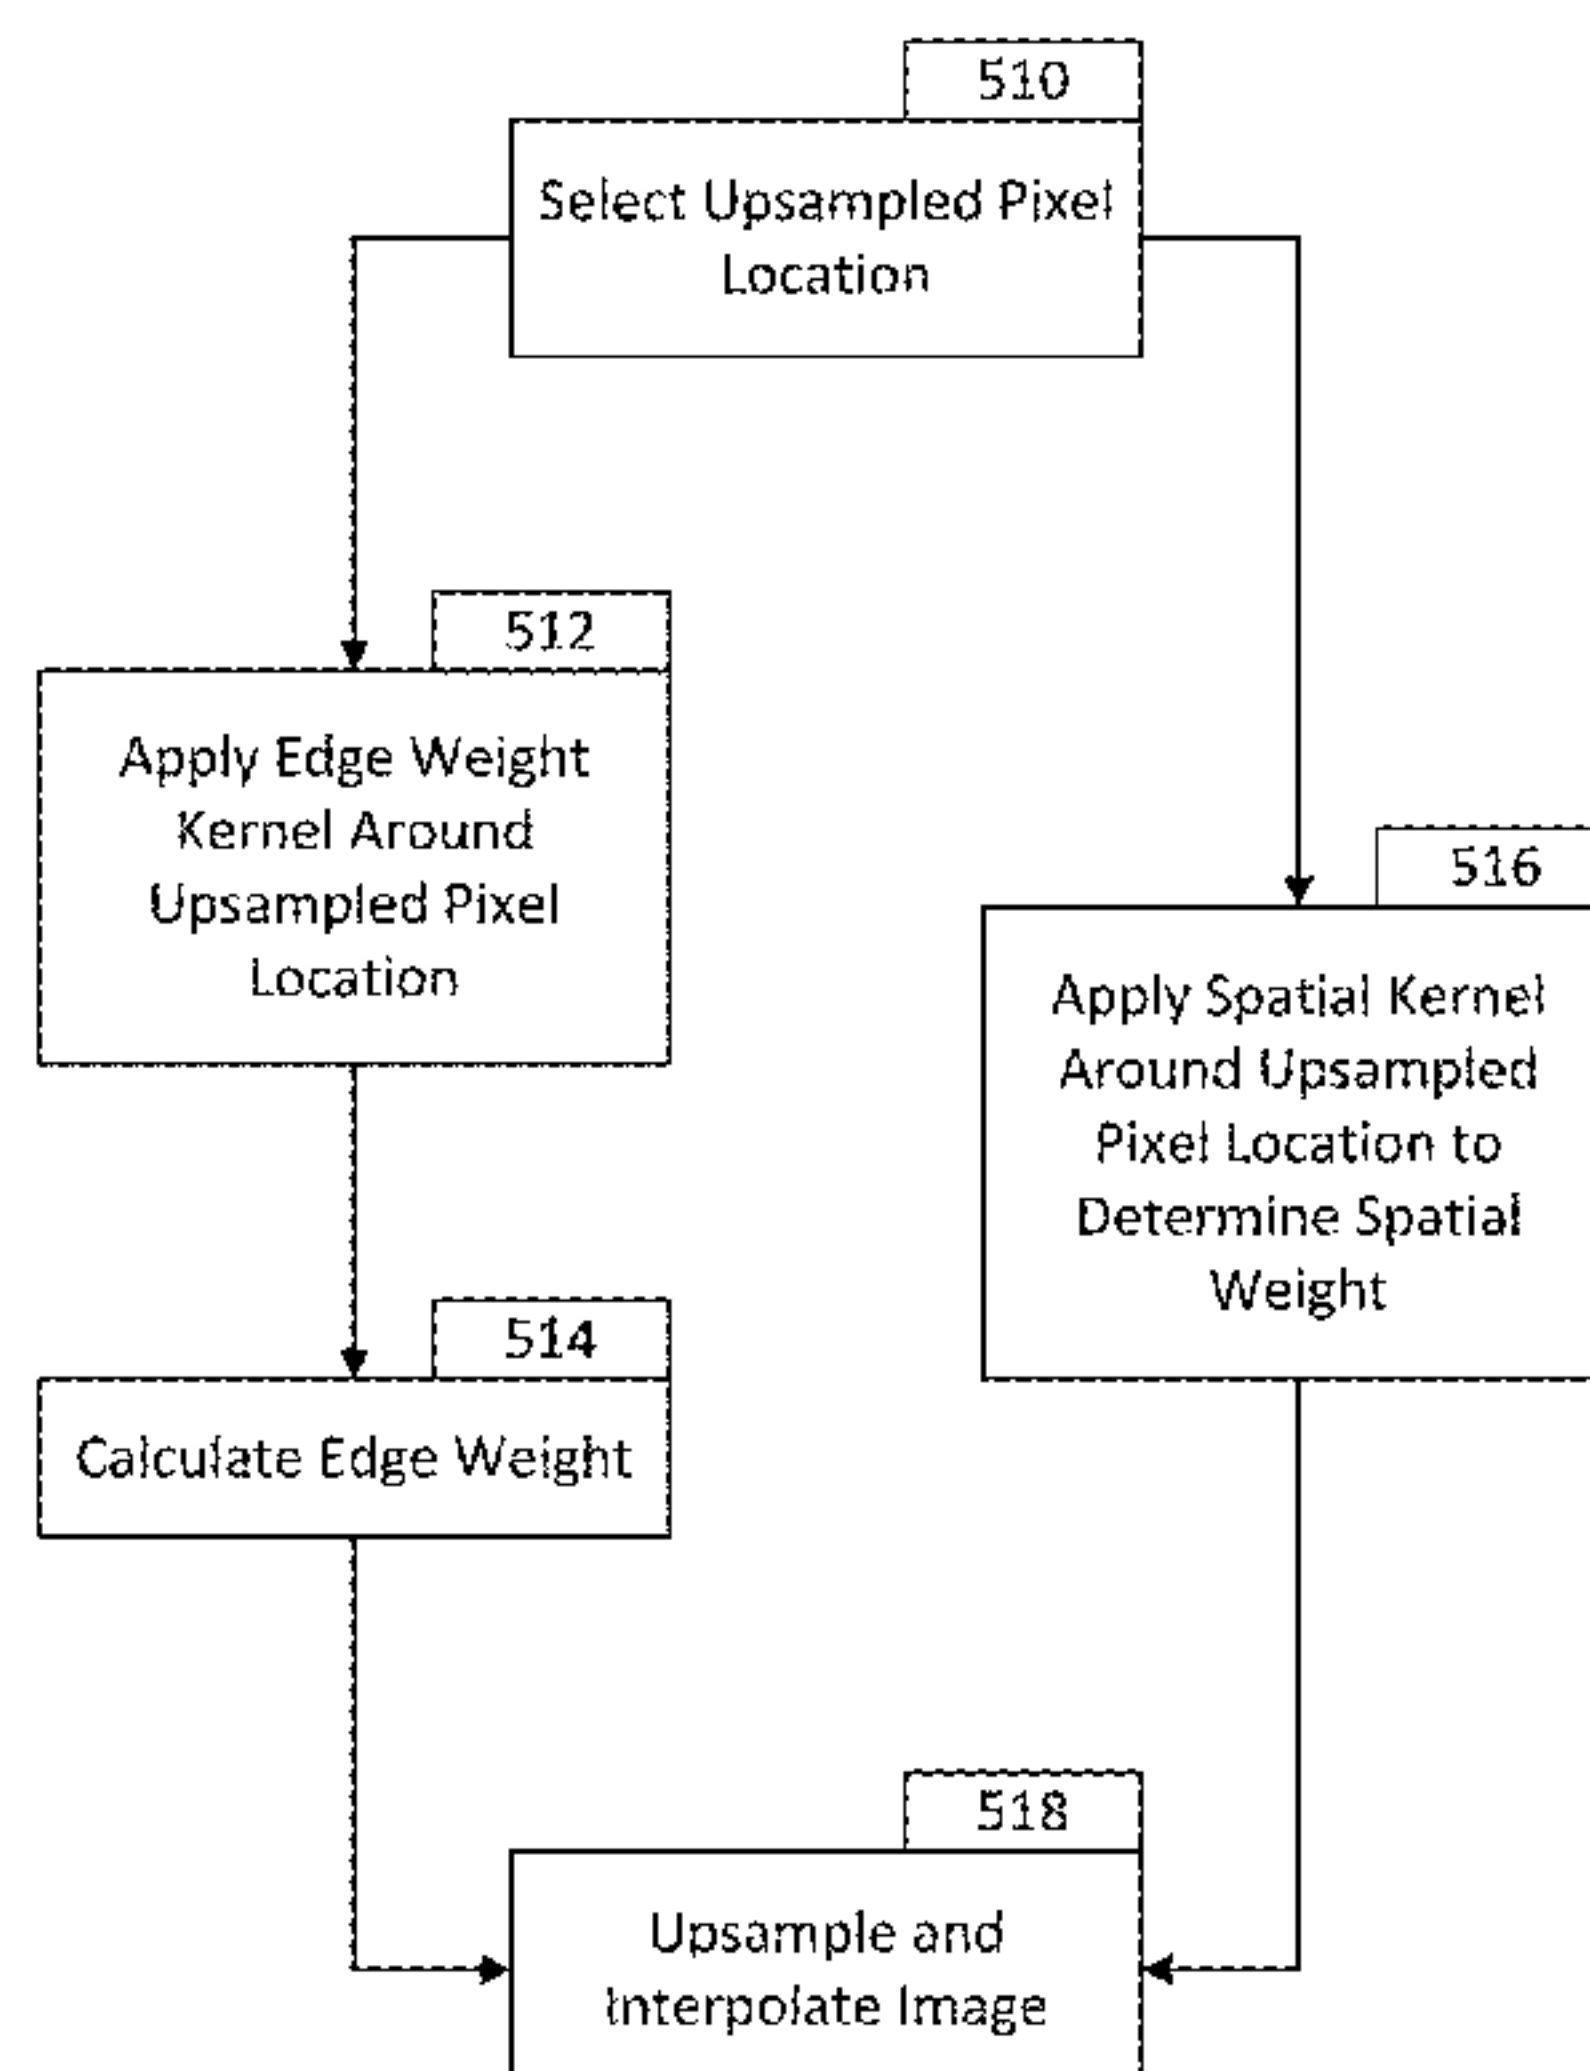 510
Select Upsampled Pixel
Location
512
Apply Edge Weight
Kernel Around
Upsampled Pixel
Location
516
Apply Spatial Kernel
Around Upsampled
Pixel Location to
Determine Spatial
Weight
514
Calculate Edge Weight
518
Upsample and
Interpolate Image